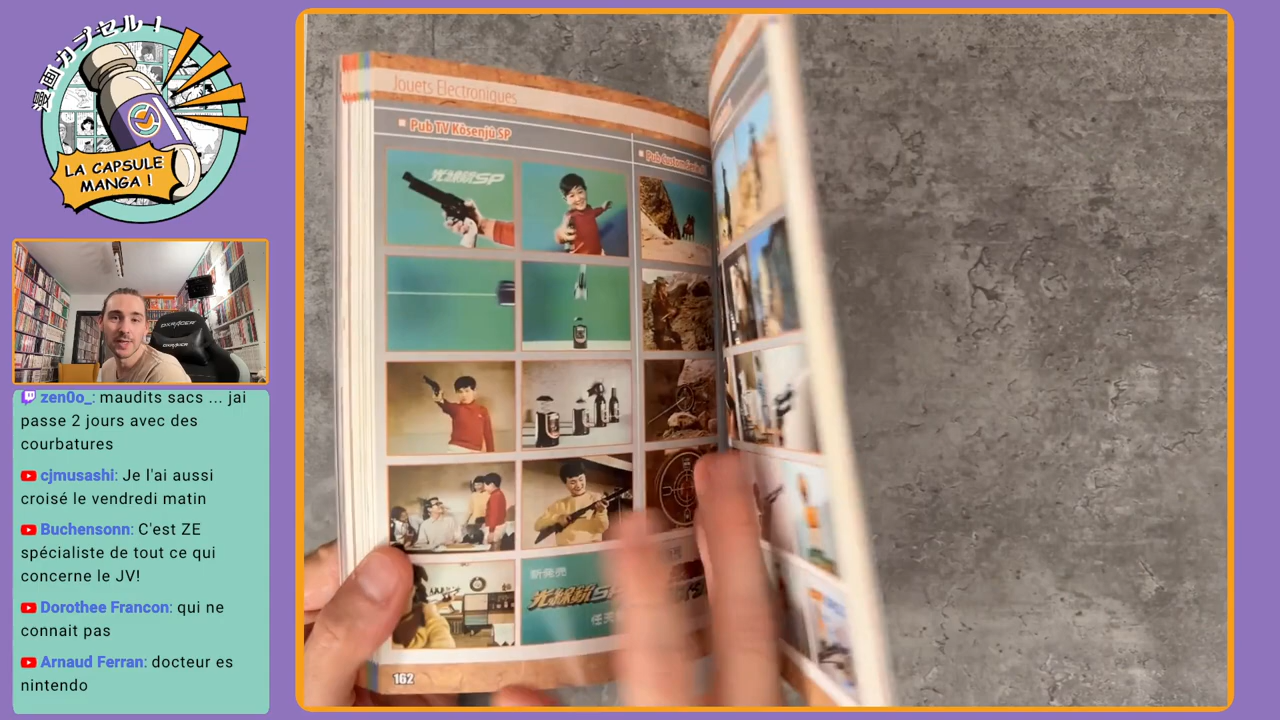 漫画カプセル！
LA CAPSULE
MANGA !
DXRACER
zen0o_: maudits sacs ... jai
passe 2 jours avec des
courbatures
cjmusashi: Je l'ai aussi
croisé le vendredi matin
Buchensonn: C'est ZE
spécialiste de tout ce qui
concerne le JV!
Dorothee Francon: qui ne
connait pas
Arnaud Ferran: docteur es
nintendo
Jouets Electroniques
Pub TV Kôsenjû SP
Pub Custom
光線銃SP
新発売
光線銃SP
162